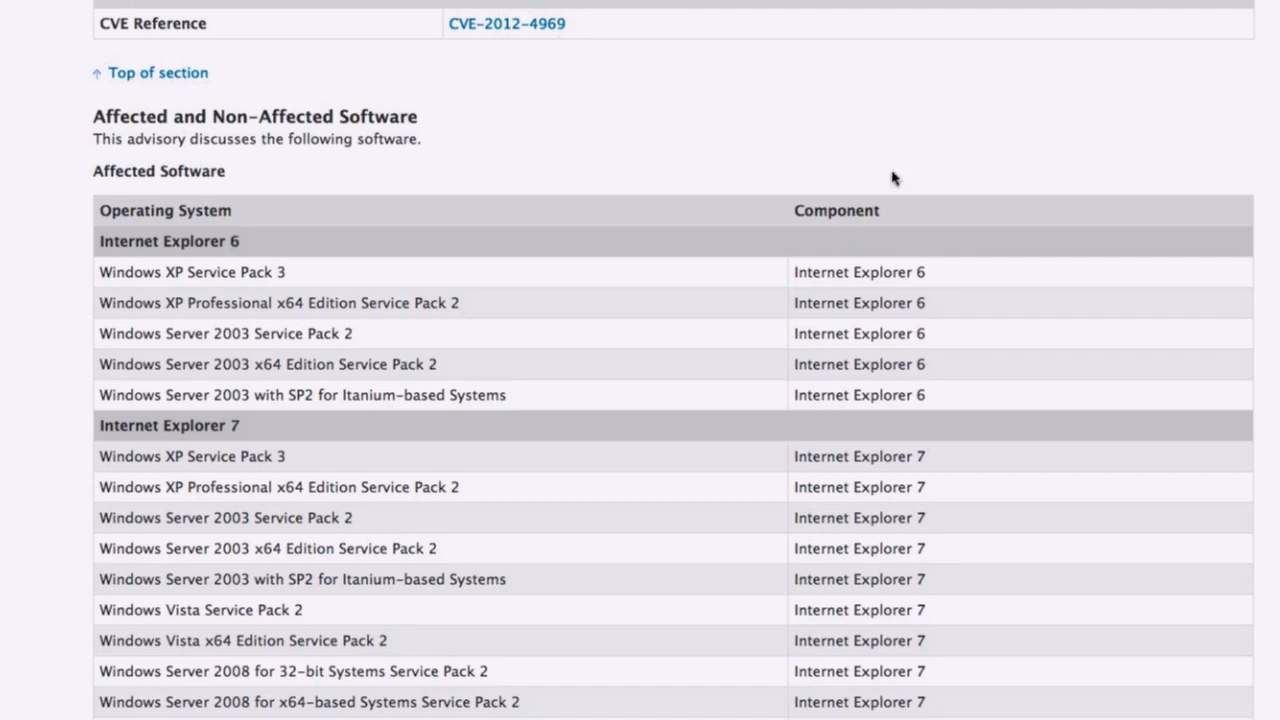 CVE Reference CVE-2012-4969
Top of section
Affected and Non-Affected Software
This advisory discusses the following software.
Affected Software
Operating System Component
Internet Explorer 6
Windows XP Service Pack 3 Internet Explorer 6
Windows XP Professional x64 Edition Service Pack 2 Internet Explorer 6
Windows Server 2003 Service Pack 2 Internet Explorer 6
Windows Server 2003 x64 Edition Service Pack 2 Internet Explorer 6
Windows Server 2003 with SP2 for Itanium-based Systems Internet Explorer 6
Internet Explorer 7
Windows XP Service Pack 3 Internet Explorer 7
Windows XP Professional x64 Edition Service Pack 2 Internet Explorer 7
Windows Server 2003 Service Pack 2 Internet Explorer 7
Windows Server 2003 x64 Edition Service Pack 2 Internet Explorer 7
Windows Server 2003 with SP2 for Itanium-based Systems Internet Explorer 7
Windows Vista Service Pack 2 Internet Explorer 7
Windows Vista x64 Edition Service Pack 2 Internet Explorer 7
Windows Server 2008 for 32-bit Systems Service Pack 2 Internet Explorer 7
Windows Server 2008 for x64-based Systems Service Pack 2 Internet Explorer 7